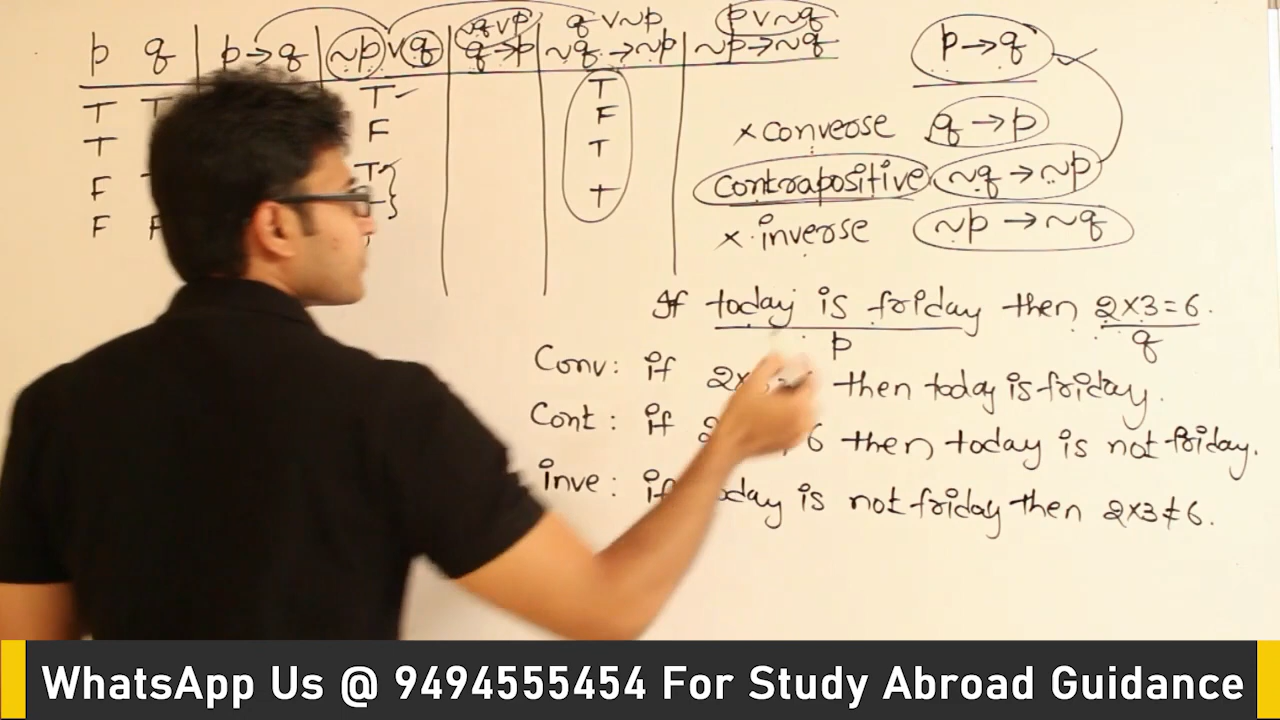 ~q∨p q∨~p p∨~q
p q p→q ~p∨q q→p ~q→~p ~p→~q
T T T T
T F F
F T T
F F T
p→q
× converse q→p
contrapositive ~q→~p
× inverse ~p→~q
If today is friday then 2×3=6.
p q
Conv: if then today is friday.
Cont: if 6 then today is not friday.
inve: if today is not friday then 2×3≠6.
WhatsApp Us @ 9494555454 For Study Abroad Guidance